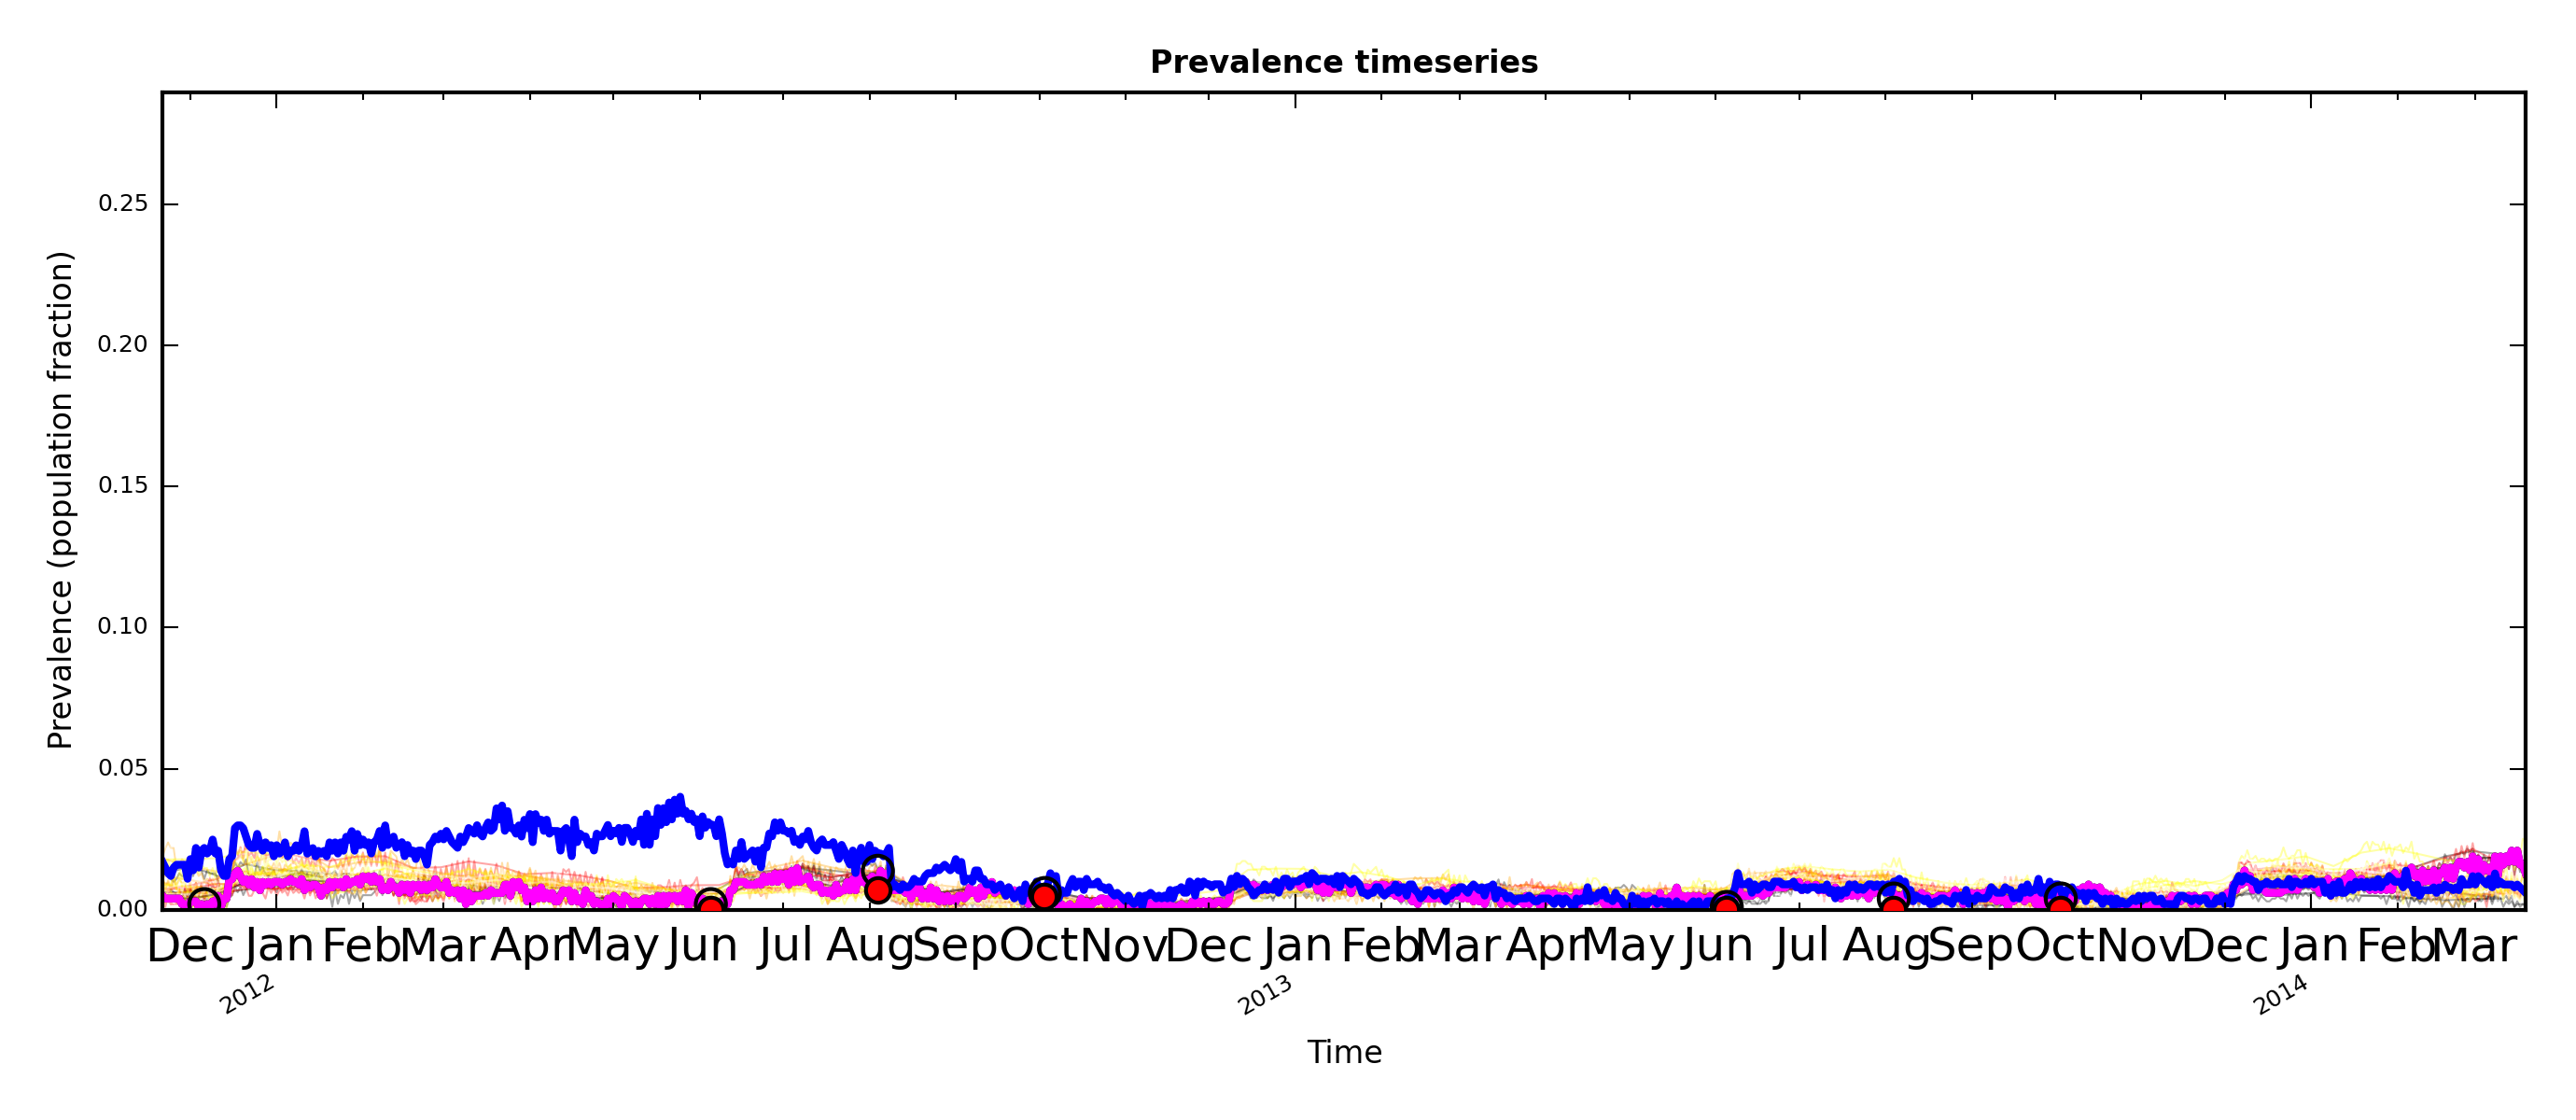 Prevalence timeseries
0.25
0.20
0.15
0.10
0.05
0.00
Prevalence (population fraction)
Dec Jan Feb Mar Apr May Jun Jul Aug Sep Oct Nov Dec Jan Feb Mar Apr May Jun Jul Aug Sep Oct Nov Dec Jan Feb Mar
2012 2013 2014
Time